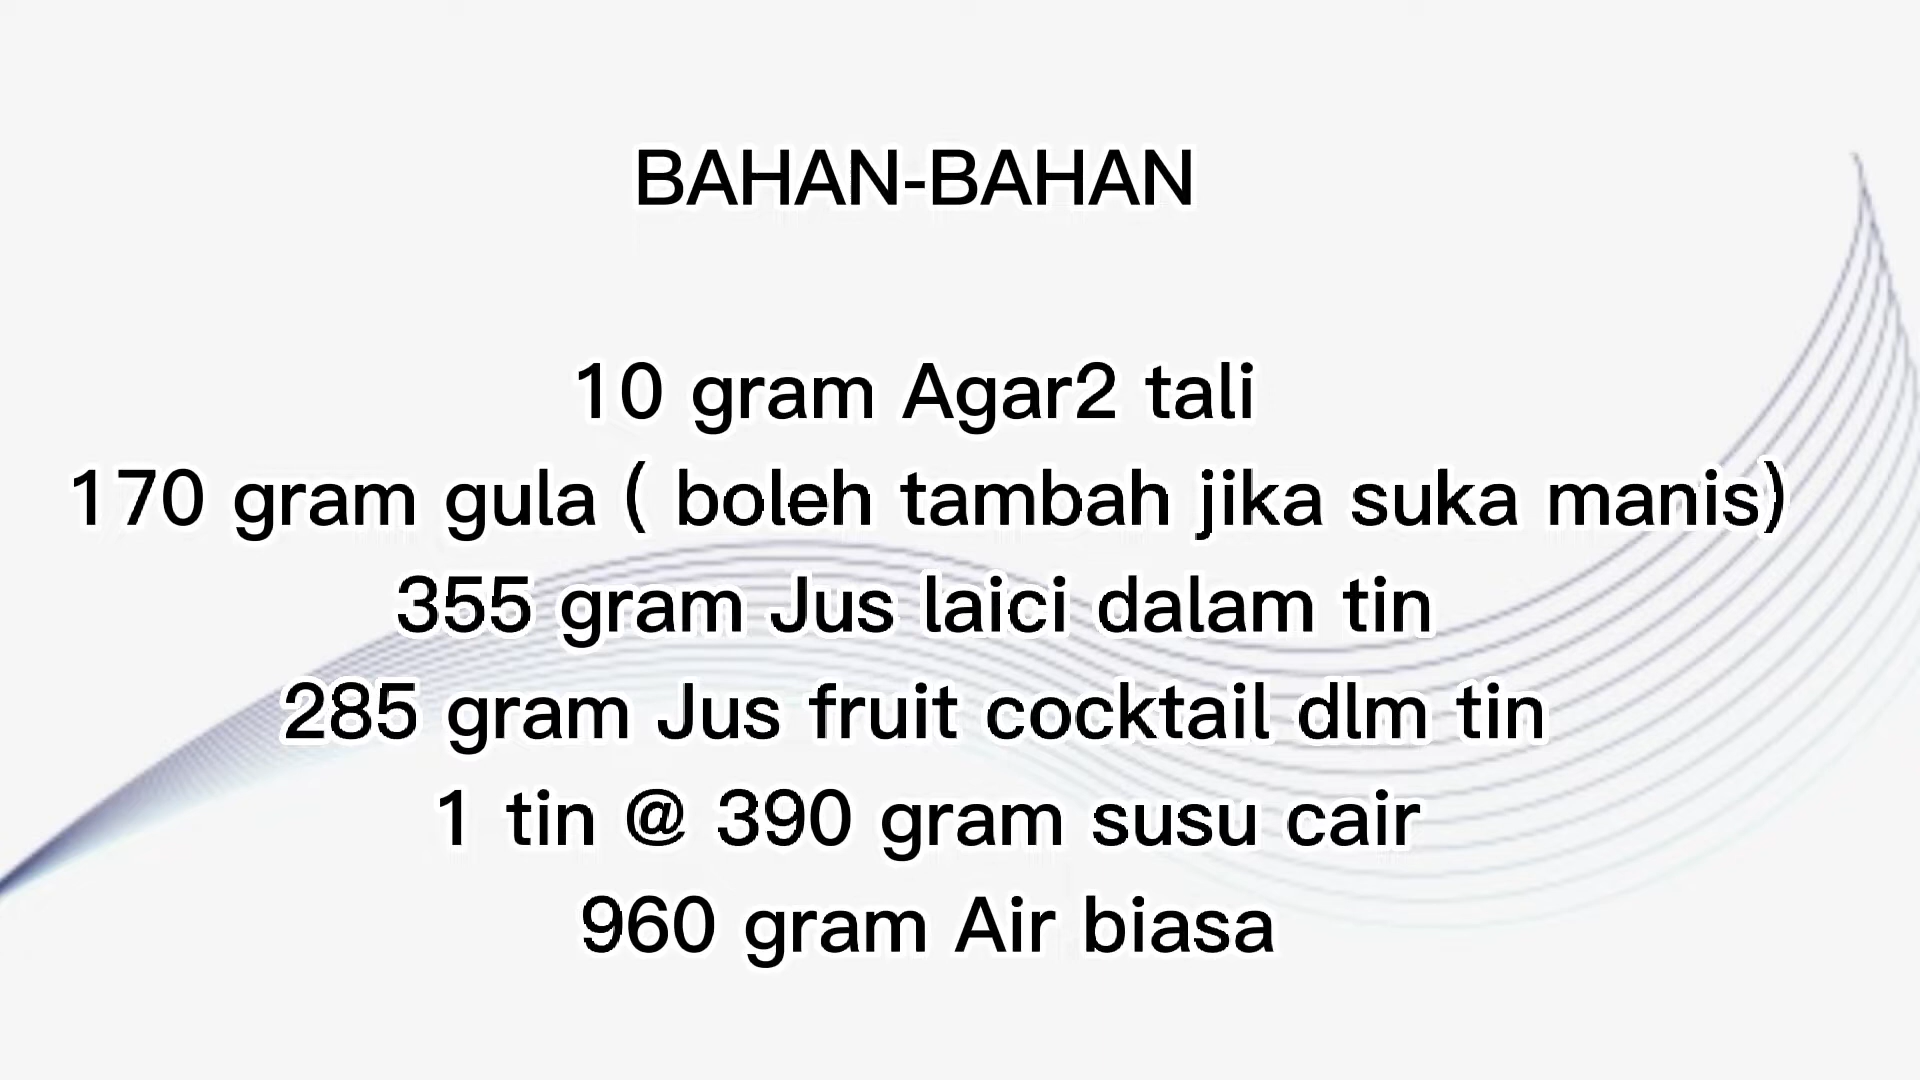 BAHAN-BAHAN
10 gram Agar2 tali
170 gram gula ( boleh tambah jika suka manis)
355 gram Jus laici dalam tin
285 gram Jus fruit cocktail dlm tin
1 tin @ 390 gram susu cair
960 gram Air biasa